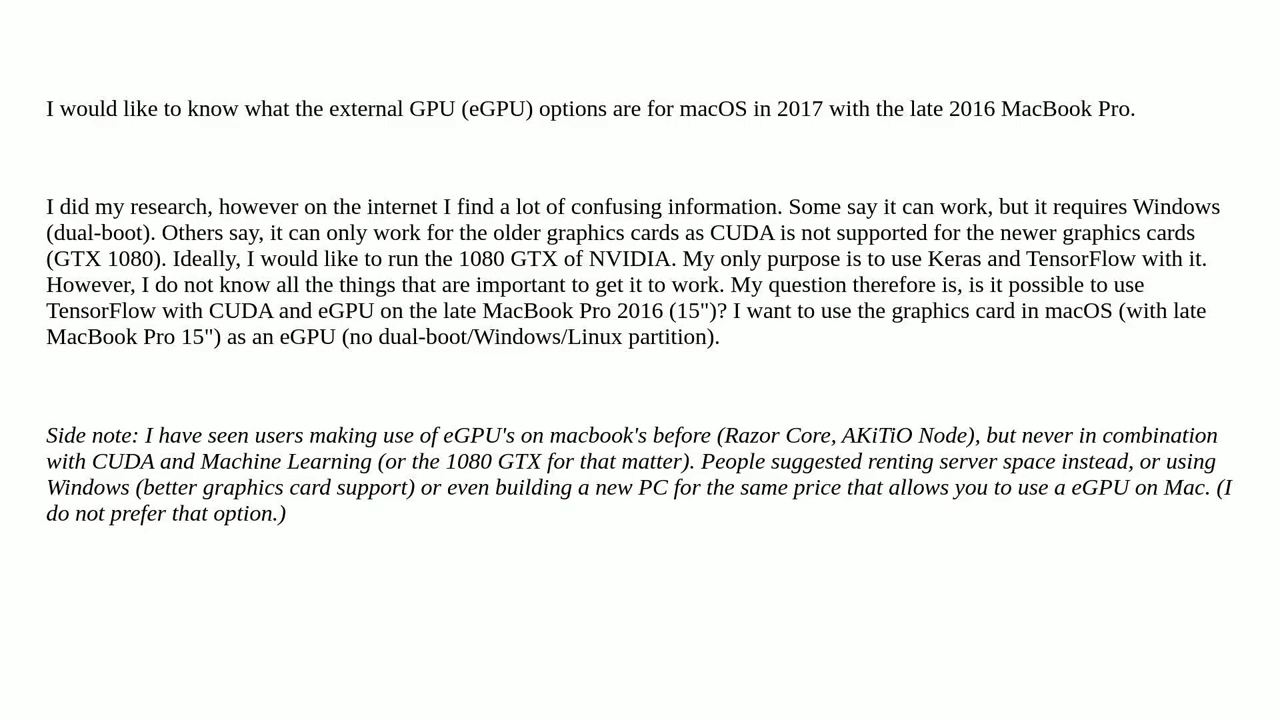 I would like to know what the external GPU (eGPU) options are for macOS in 2017 with the late 2016 MacBook Pro.
I did my research, however on the internet I find a lot of confusing information. Some say it can work, but it requires Windows
(dual-boot). Others say, it can only work for the older graphics cards as CUDA is not supported for the newer graphics cards
(GTX 1080). Ideally, I would like to run the 1080 GTX of NVIDIA. My only purpose is to use Keras and TensorFlow with it.
However, I do not know all the things that are important to get it to work. My question therefore is, is it possible to use
TensorFlow with CUDA and eGPU on the late MacBook Pro 2016 (15")? I want to use the graphics card in macOS (with late
MacBook Pro 15") as an eGPU (no dual-boot/Windows/Linux partition).
Side note: I have seen users making use of eGPU's on macbook's before (Razor Core, AKiTiO Node), but never in combination
with CUDA and Machine Learning (or the 1080 GTX for that matter). People suggested renting server space instead, or using
Windows (better graphics card support) or even building a new PC for the same price that allows you to use a eGPU on Mac. (I
do not prefer that option.)